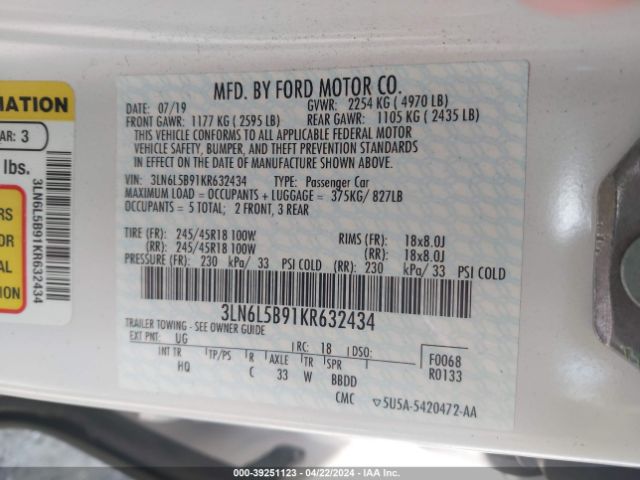 MFD. BY FORD MOTOR CO.
DATE: 07/19 GVWR: 2254 KG ( 4970 LB)
FRONT GAWR: 1177 KG ( 2595 LB) REAR GAWR: 1105 KG ( 2435 LB)
THIS VEHICLE CONFORMS TO ALL APPLICABLE FEDERAL MOTOR
VEHICLE SAFETY, BUMPER, AND THEFT PREVENTION STANDARDS
IN EFFECT ON THE DATE OF MANUFACTURE SHOWN ABOVE.
VIN: 3LN6L5B91KR632434 TYPE: Passenger Car
MAXIMUM LOAD = OCCUPANTS + LUGGAGE = 375KG/ 827LB
OCCUPANTS = 5 TOTAL; 2 FRONT, 3 REAR
TIRE (FR): 245/45R18 100W RIMS (FR): 18x8.0J
(RR): 245/45R18 100W (RR): 18x8.0J
PRESSURE (FR): 230 kPa/ 33 PSI COLD (RR): 230 kPa/ 33 PSI COLD
3LN6L5B91KR632434
TRAILER TOWING - SEE OWNER GUIDE
EXT PNT: UG RC: 18 DSO: F0068
INT TR TP/PS R AXLE TR SPR R0133
HQ C 33 W BBDD
CMC 5U5A-5420472-AA
MATION
AR: 3
lbs.
RS
OR
D
3LN6L5B91KR632434
000-39251123 - 04/22/2024 - IAA Inc.